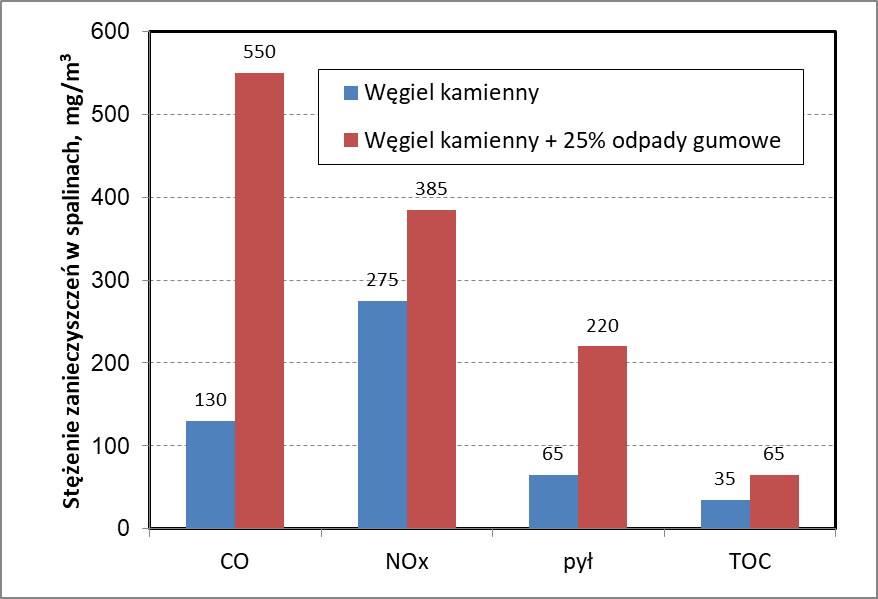 Stężenie zanieczyszczeń w spalinach, mg/m³
600
500
400
300
200
100
0
Węgiel kamienny
Węgiel kamienny + 25% odpady gumowe
550
385
275
220
130
65
35
65
CO
NOx
pył
TOC